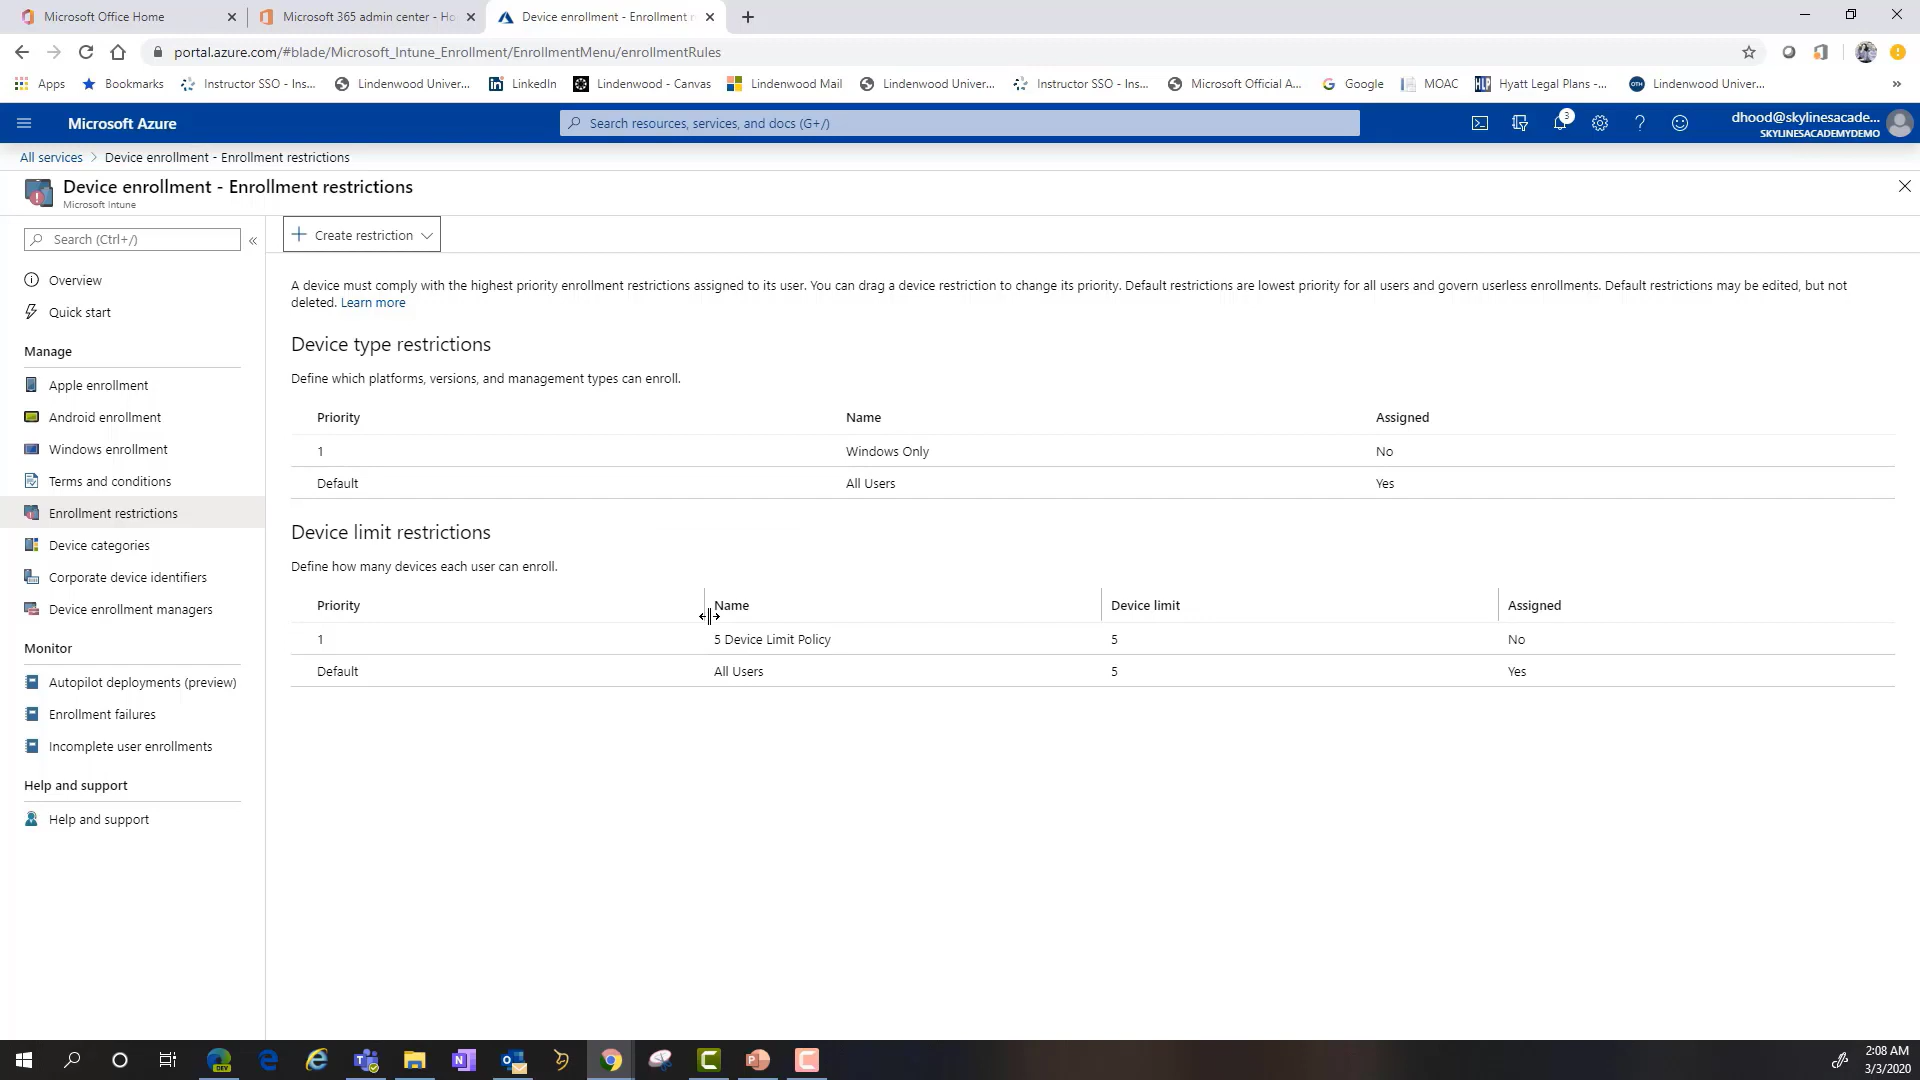 Microsoft Office Home
Microsoft 365 admin center - Ho
Device enrollment - Enrollment r
portal.azure.com/#blade/Microsoft_Intune_Enrollment/EnrollmentMenu/enrollmentRules
Apps
Bookmarks
Instructor SSO - Ins...
Lindenwood Univer...
LinkedIn
Lindenwood - Canvas
Lindenwood Mail
Lindenwood Univer...
Instructor SSO - Ins...
Microsoft Official A...
Google
MOAC
HLP
Hyatt Legal Plans -...
OTH
Lindenwood Univer...
»
Microsoft Azure
Search resources, services, and docs (G+/)
3
dhood@skylinesacade...
SKYLINESACADEMYDEMO
All services > Device enrollment - Enrollment restrictions
Device enrollment - Enrollment restrictions
Microsoft Intune
Search (Ctrl+/)
«
Overview
Quick start
Manage
Apple enrollment
Android enrollment
Windows enrollment
Terms and conditions
Enrollment restrictions
Device categories
Corporate device identifiers
Device enrollment managers
Monitor
Autopilot deployments (preview)
Enrollment failures
Incomplete user enrollments
Help and support
Help and support
Create restriction
A device must comply with the highest priority enrollment restrictions assigned to its user. You can drag a device restriction to change its priority. Default restrictions are lowest priority for all users and govern userless enrollments. Default restrictions may be edited, but not
deleted. Learn more
Device type restrictions
Define which platforms, versions, and management types can enroll.
Priority Name Assigned
1 Windows Only No
Default All Users Yes
Device limit restrictions
Define how many devices each user can enroll.
Priority Name Device limit Assigned
1 5 Device Limit Policy 5 No
Default All Users 5 Yes
DEV
2:08 AM
3/3/2020